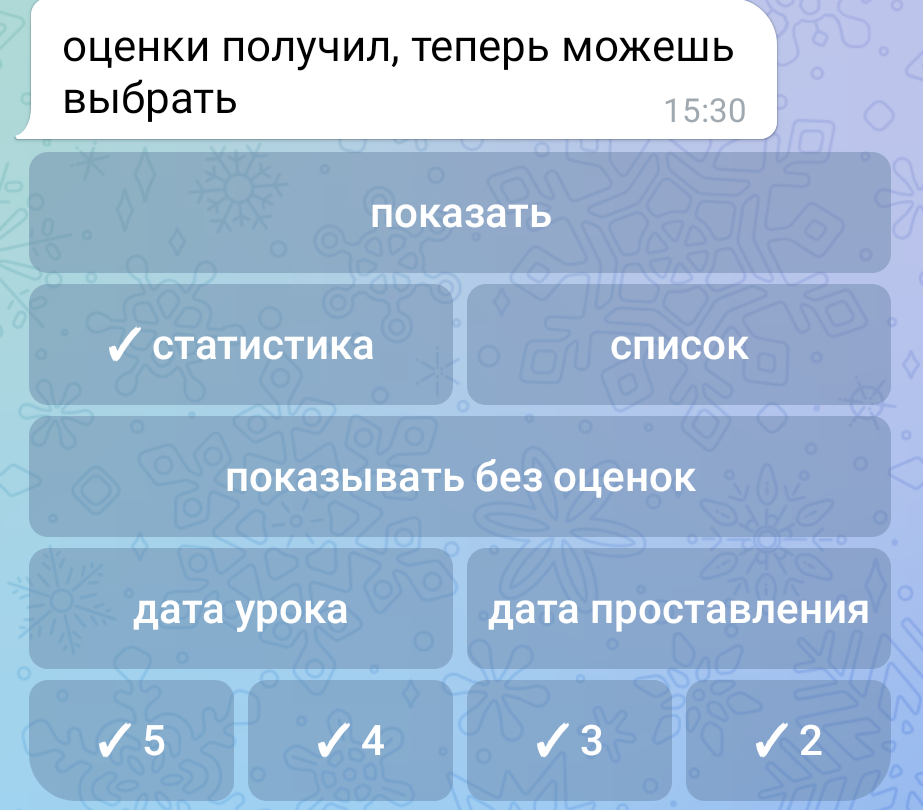 оценки получил, теперь можешь
выбрать
15:30
показать
✓ статистика
список
показывать без оценок
дата урока
дата проставления
✓ 5
✓ 4
✓ 3
✓ 2